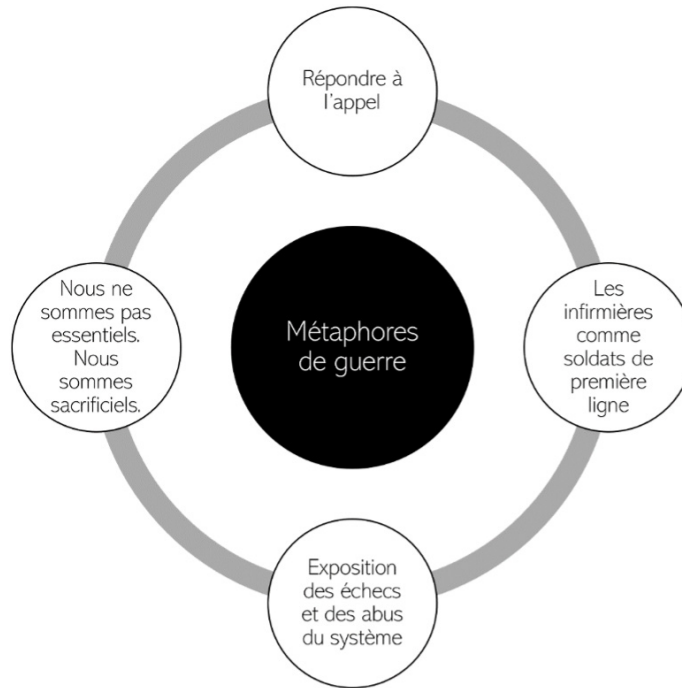 Répondre à
l'appel
Nous ne
sommes pas
essentiels.
Nous
sommes
sacrificiels.
Métaphores
de guerre
Les
infirmières
comme
soldats de
première
ligne
Exposition
des échecs
et des abus
du système